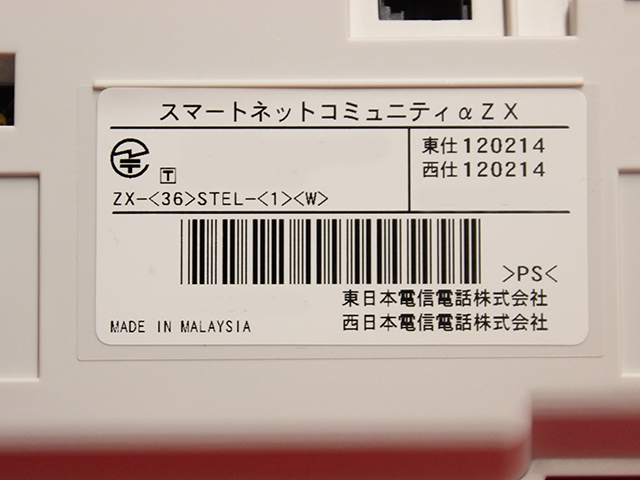 スマートネットコミュニティαZX
東仕120214
西仕120214
T
ZX-<36>STEL-<1><W>
>PS<
東日本電信電話株式会社
MADE IN MALAYSIA 西日本電信電話株式会社